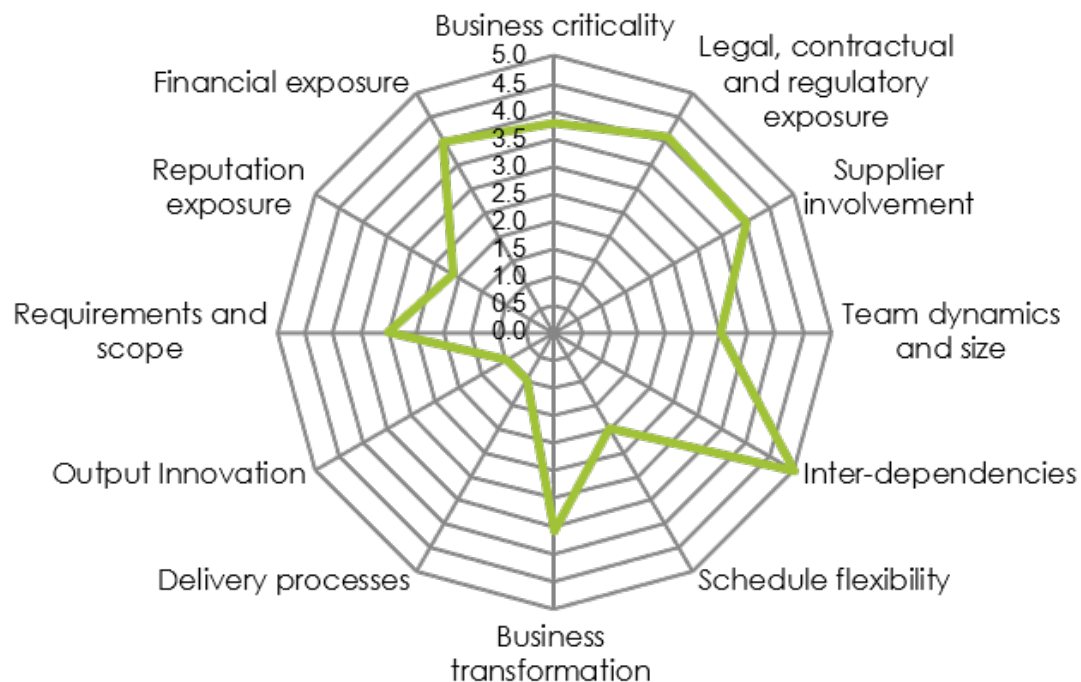 Business criticality
Legal, contractual
and regulatory
exposure
Supplier
involvement
Team dynamics
and size
Inter-dependencies
Schedule flexibility
Business
transformation
Delivery processes
Output Innovation
Requirements and
scope
Reputation
exposure
Financial exposure
5.0
4.5
4.0
3.5
3.0
2.5
2.0
1.5
1.0
0.5
0.0